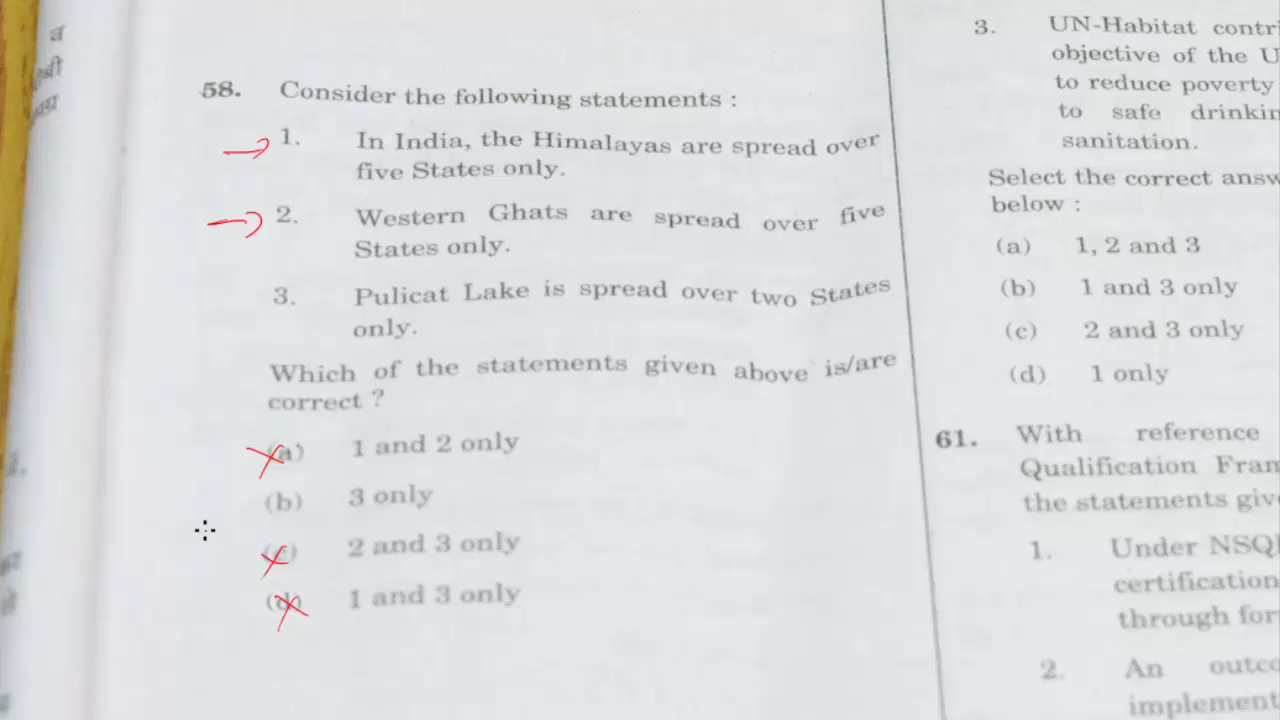 58. Consider the following statements :
1. In India, the Himalayas are spread over
five States only.
2. Western Ghats are spread over five
States only.
3. Pulicat Lake is spread over two States
only.
Which of the statements given above is/are
correct ?
(a) 1 and 2 only
(b) 3 only
(c) 2 and 3 only
(d) 1 and 3 only
3. UN-Habitat contri
objective of the U
to reduce poverty
to safe drinkin
sanitation.
Select the correct answ
below :
(a) 1, 2 and 3
(b) 1 and 3 only
(c) 2 and 3 only
(d) 1 only
61. With reference
Qualification Fran
the statements give
1. Under NSQI
certification
through for
2. An outco
implement